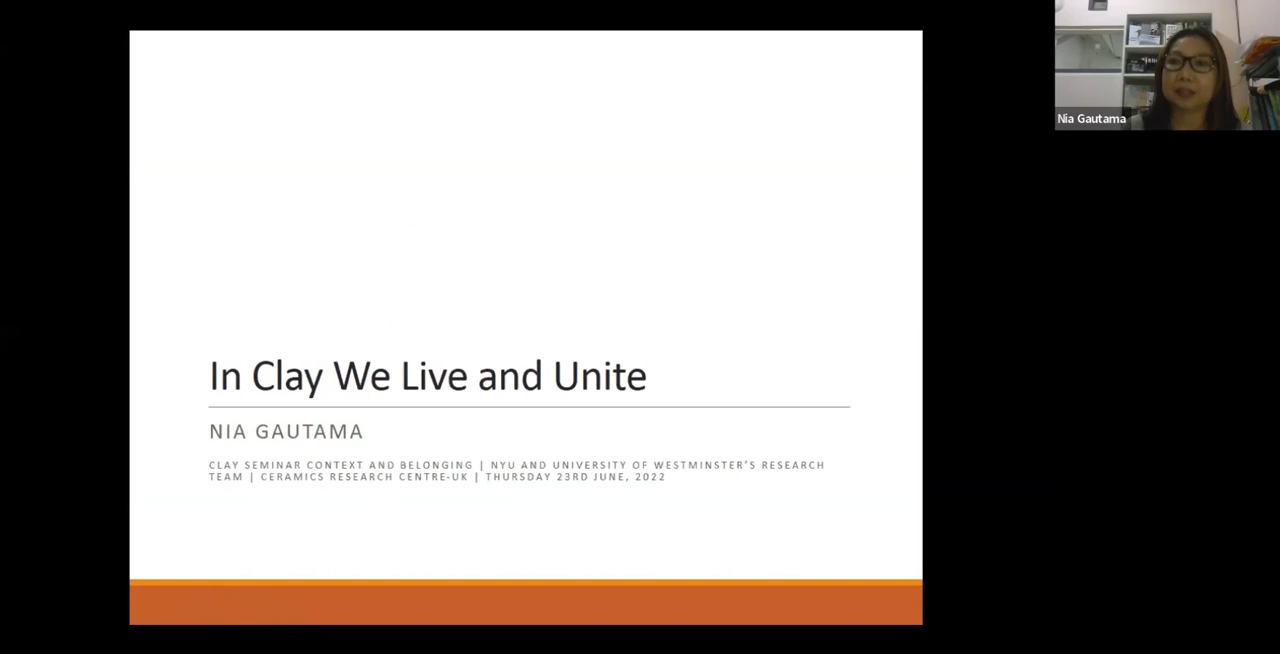 In Clay We Live and Unite
NIA GAUTAMA
CLAY SEMINAR CONTEXT AND BELONGING | NYU AND UNIVERSITY OF WESTMINSTER’S RESEARCH
TEAM | CERAMICS RESEARCH CENTRE-UK | THURSDAY 23RD JUNE, 2022
Nia Gautama